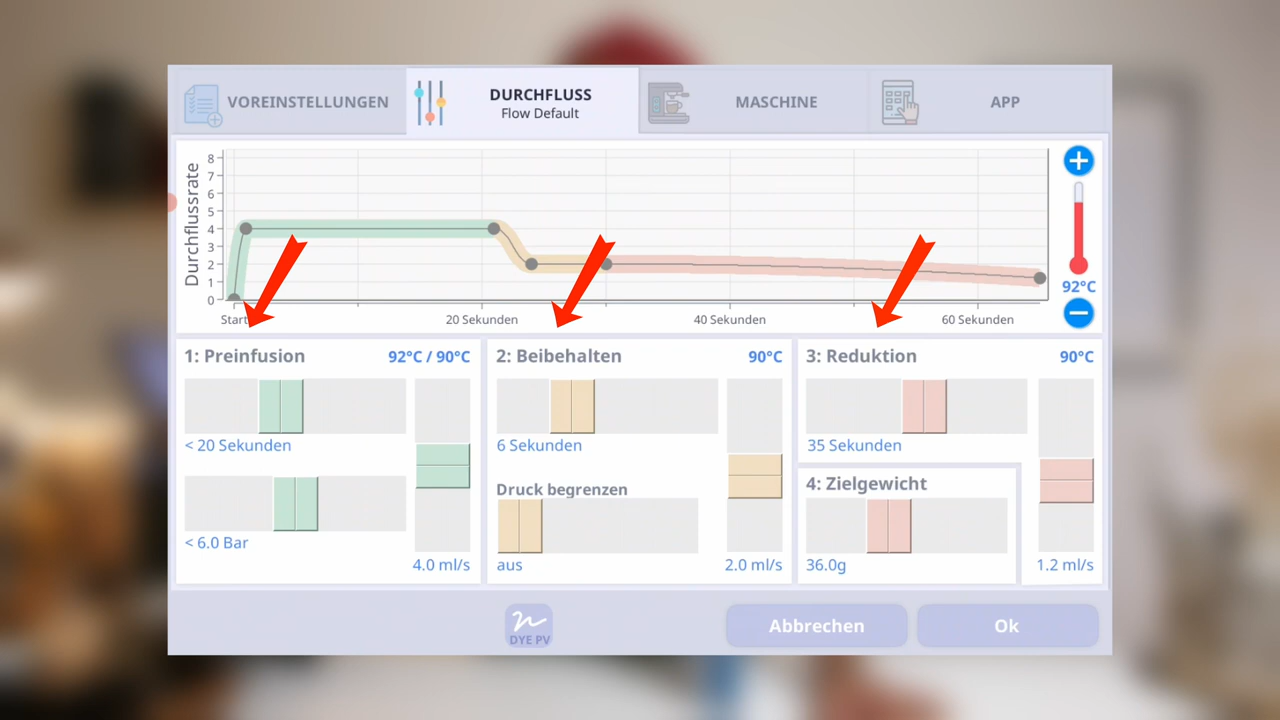 VOREINSTELLUNGEN
DURCHFLUSS
Flow Default
MASCHINE
APP
Durchflussrate
8
7
6
5
4
3
2
1
0
Start
20 Sekunden
40 Sekunden
60 Sekunden
92°C
1: Preinfusion
92°C / 90°C
< 20 Sekunden
< 6.0 Bar
4.0 ml/s
2: Beibehalten
90°C
6 Sekunden
Druck begrenzen
aus
2.0 ml/s
3: Reduktion
90°C
35 Sekunden
4: Zielgewicht
36.0g
1.2 ml/s
DYE PV
Abbrechen
Ok